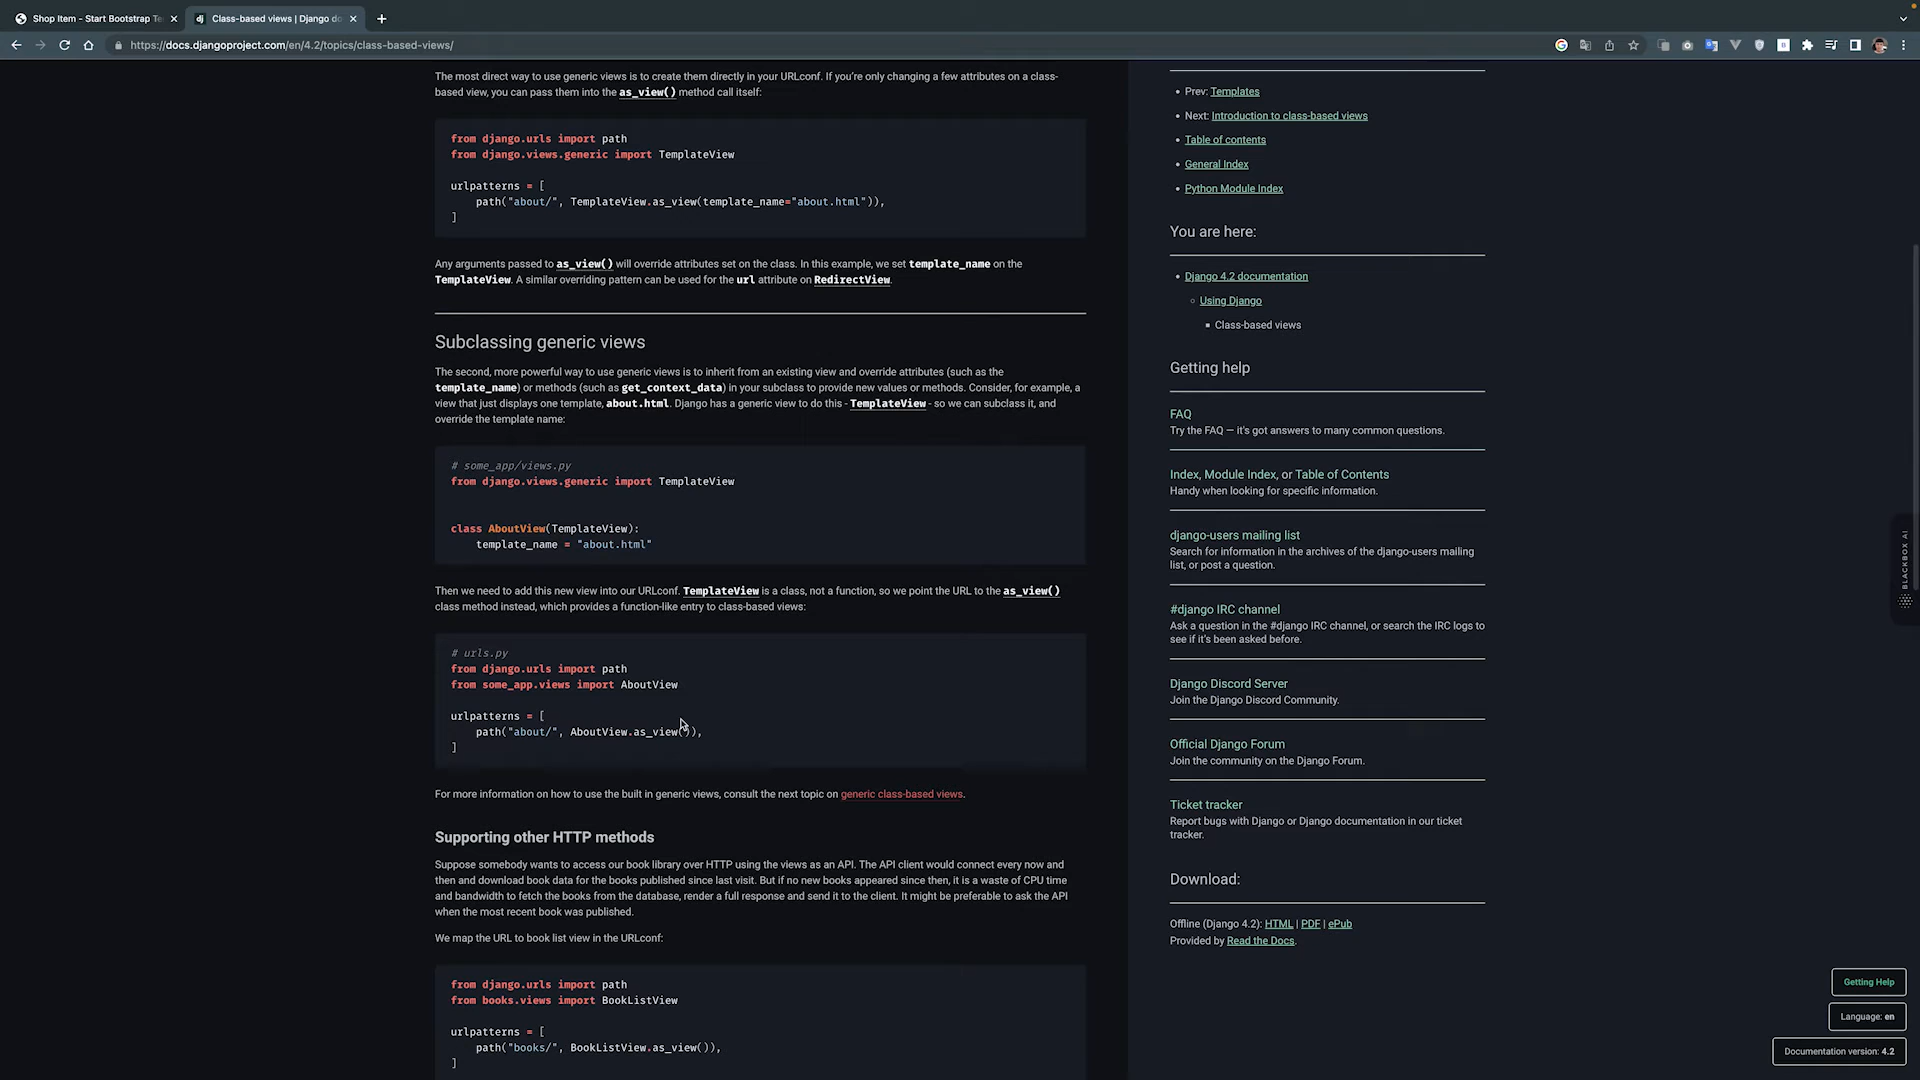 Shop Item - Start Bootstrap Te
Class-based views | Django do
https://docs.djangoproject.com/en/4.2/topics/class-based-views/
The most direct way to use generic views is to create them directly in your URLconf. If you're only changing a few attributes on a class-
based view, you can pass them into the as_view() method call itself:
from django.urls import path
from django.views.generic import TemplateView
urlpatterns = [
path("about/", TemplateView.as_view(template_name="about.html")),
]
Any arguments passed to as_view() will override attributes set on the class. In this example, we set template_name on the
TemplateView. A similar overriding pattern can be used for the url attribute on RedirectView.
Subclassing generic views
The second, more powerful way to use generic views is to inherit from an existing view and override attributes (such as the
template_name) or methods (such as get_context_data) in your subclass to provide new values or methods. Consider, for example, a
view that just displays one template, about.html. Django has a generic view to do this - TemplateView - so we can subclass it, and
override the template name:
# some_app/views.py
from django.views.generic import TemplateView
class AboutView(TemplateView):
template_name = "about.html"
Then we need to add this new view into our URLconf. TemplateView is a class, not a function, so we point the URL to the as_view()
class method instead, which provides a function-like entry to class-based views:
# urls.py
from django.urls import path
from some_app.views import AboutView
urlpatterns = [
path("about/", AboutView.as_view()),
]
For more information on how to use the built in generic views, consult the next topic on generic class-based views.
Supporting other HTTP methods
Suppose somebody wants to access our book library over HTTP using the views as an API. The API client would connect every now and
then and download book data for the books published since last visit. But if no new books appeared since then, it is a waste of CPU time
and bandwidth to fetch the books from the database, render a full response and send it to the client. It might be preferable to ask the API
when the most recent book was published.
We map the URL to book list view in the URLconf:
from django.urls import path
from books.views import BookListView
urlpatterns = [
path("books/", BookListView.as_view()),
]
Prev: Templates
Next: Introduction to class-based views
Table of contents
General Index
Python Module Index
You are here:
Django 4.2 documentation
Using Django
Class-based views
Getting help
FAQ
Try the FAQ — it's got answers to many common questions.
Index, Module Index, or Table of Contents
Handy when looking for specific information.
django-users mailing list
Search for information in the archives of the django-users mailing
list, or post a question.
#django IRC channel
Ask a question in the #django IRC channel, or search the IRC logs to
see if it's been asked before.
Django Discord Server
Join the Django Discord Community.
Official Django Forum
Join the community on the Django Forum.
Ticket tracker
Report bugs with Django or Django documentation in our ticket
tracker.
Download:
Offline (Django 4.2): HTML | PDF | ePub
Provided by Read the Docs.
BLACKBOX AI
Getting Help
Language: en
Documentation version: 4.2